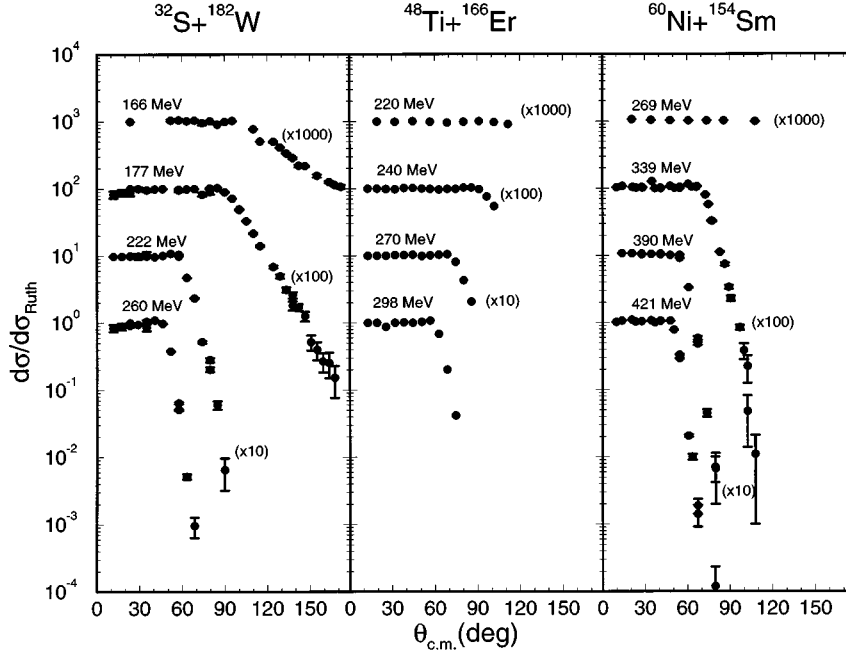 ³²S+¹⁸²W
⁴⁸Ti+¹⁶⁶Er
⁶⁰Ni+¹⁵⁴Sm
dσ/dσ_Ruth
10⁴
10³
10²
10¹
10⁰
10⁻¹
10⁻²
10⁻³
10⁻⁴
166 MeV
(x1000)
177 MeV
(x100)
222 MeV
(x10)
260 MeV
220 MeV
(x1000)
240 MeV
(x100)
270 MeV
(x10)
298 MeV
269 MeV
(x1000)
339 MeV
(x100)
390 MeV
(x10)
421 MeV
0 30 60 90 120 150
0 30 60 90 120 150
0 30 60 90 120 150
θ_c.m.(deg)